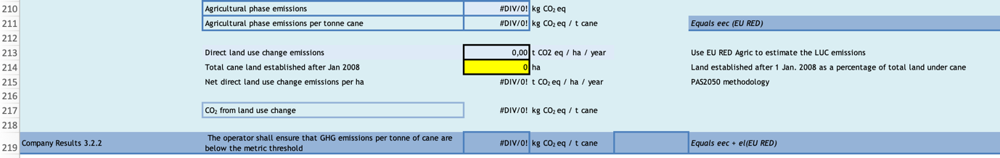 210 Agricultural phase emissions #DIV/0! kg CO₂ eq
211 Agricultural phase emissions per tonne cane #DIV/0! kg CO₂ eq / t cane Equals eec (EU RED)
212
213 Direct land use change emissions 0,00 t CO2 eq / ha / year Use EU RED Agric to estimate the LUC emissions
214 Total cane land established after Jan 2008 0 ha Land established after 1 Jan. 2008 as a percentage of total land under cane
215 Net direct land use change emissions per ha #DIV/0! t CO₂ eq / ha / year PAS2050 methodology
216
217 CO₂ from land use change #DIV/0! kg CO₂ eq / t cane
218
219 Company Results 3.2.2 The operator shall ensure that GHG emissions per tonne of cane are
below the metric threshold #DIV/0! kg CO₂ eq / t cane Equals eec + el(EU RED)